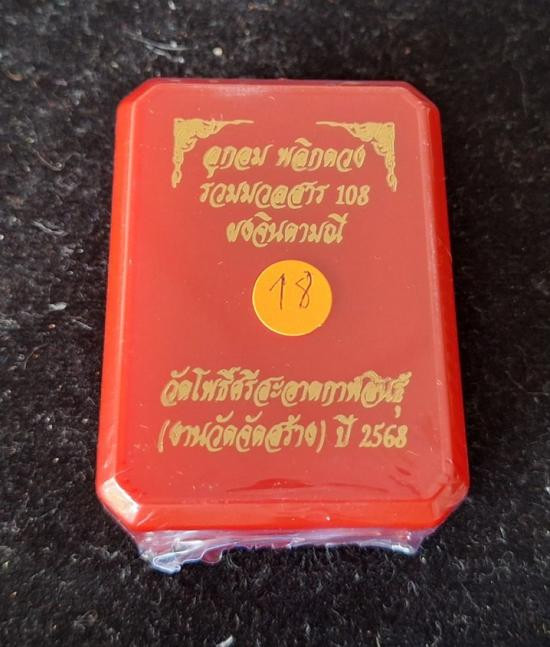 ลูกอม พลิกดวง
รวมมวลสาร 108
ผงจินดามณี
18
วัดโพธิ์ศรีสะอาดกาฬสินธุ์
(งานวัดจัดสร้าง) ปี 2568